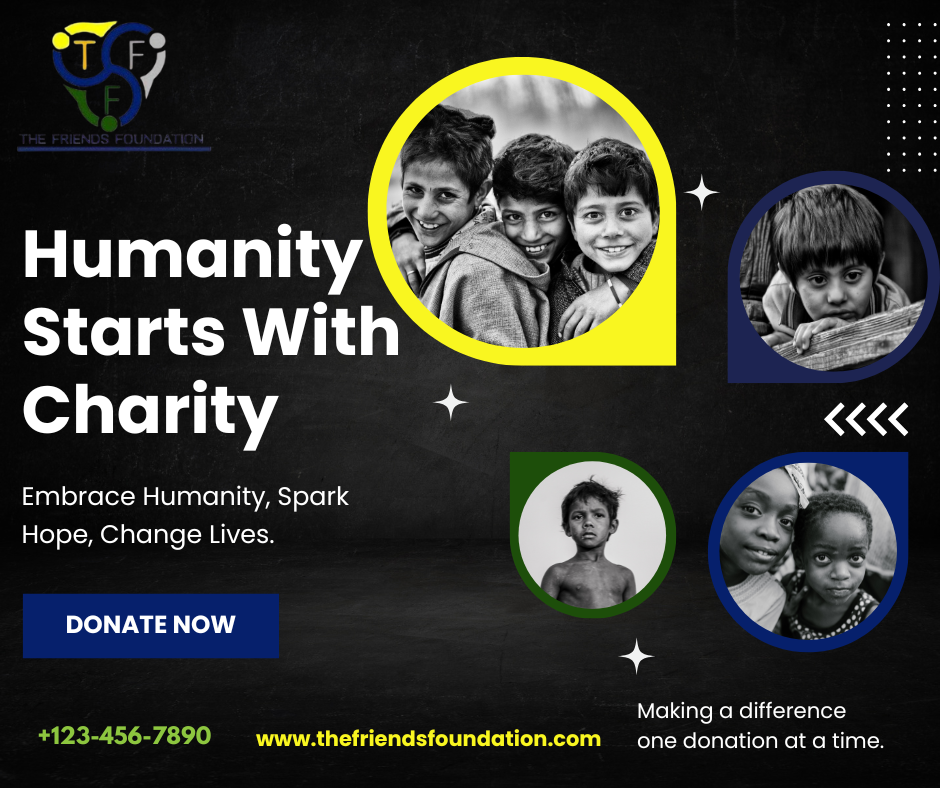 T F
F
THE FRIENDS FOUNDATION
Humanity
Starts With
Charity
Embrace Humanity, Spark
Hope, Change Lives.
DONATE NOW
+123-456-7890
www.thefriendsfoundation.com
Making a difference
one donation at a time.